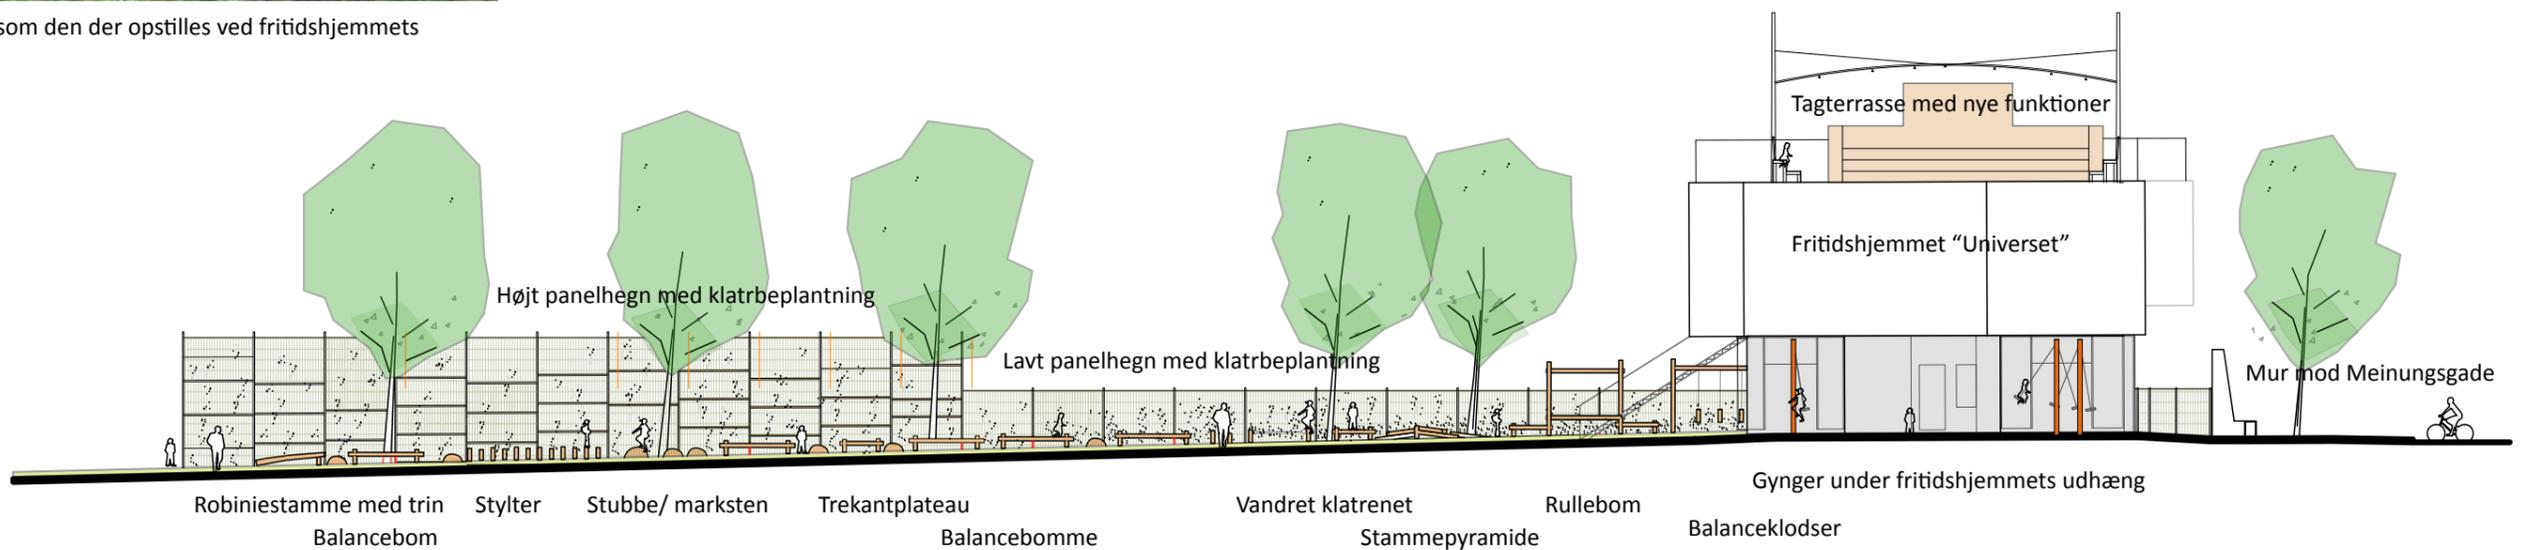 som den der opstilles ved fritidshjemmets
Tagterrasse med nye funktioner
Fritidshjemmet “Universet”
Højt panelhegn med klatrbeplantning
Lavt panelhegn med klatrbeplantning
Mur mod Meinungsgade
Gynger under fritidshjemmets udhæng
Robiniestamme med trin
Stylter
Stubbe/ marksten
Trekantplateau
Vandret klatrenet
Rullebom
Balanceklodser
Balancebom
Balancebomme
Stammepyramide